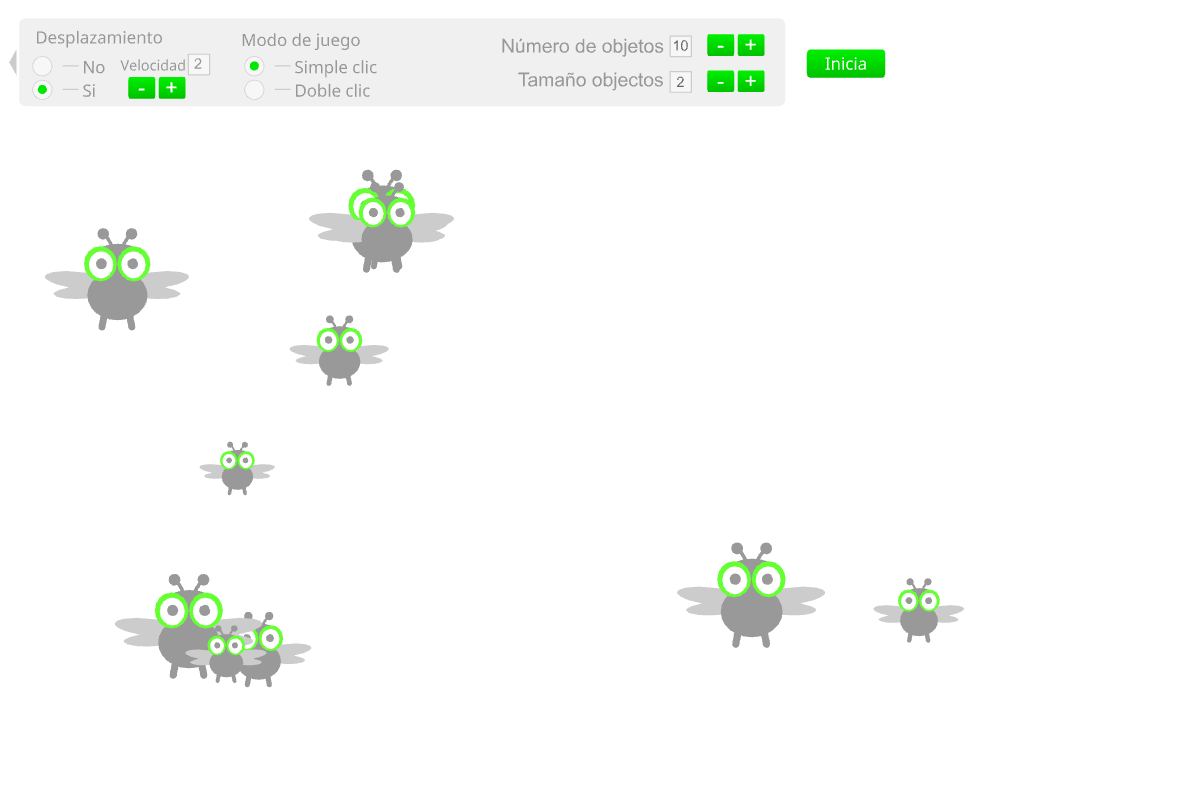 Desplazamiento
No
Si
Velocidad 2
- +
Modo de juego
Simple clic
Doble clic
Número de objetos 10 - +
Tamaño objectos 2 - +
Inicia